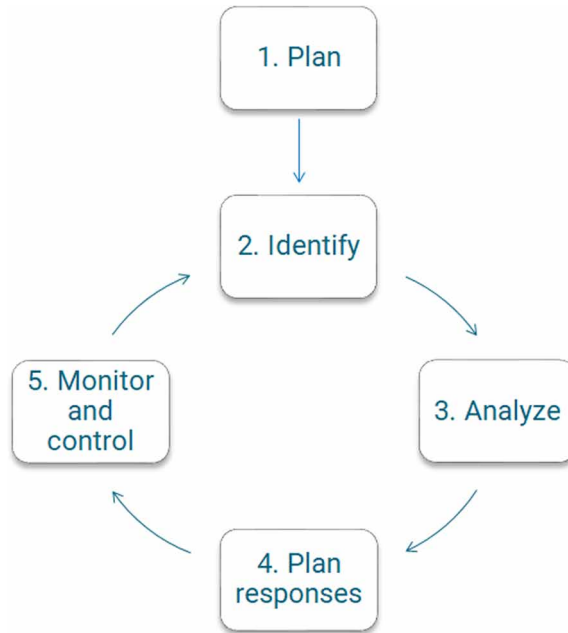 1. Plan
2. Identify
3. Analyze
4. Plan
responses
5. Monitor
and
control